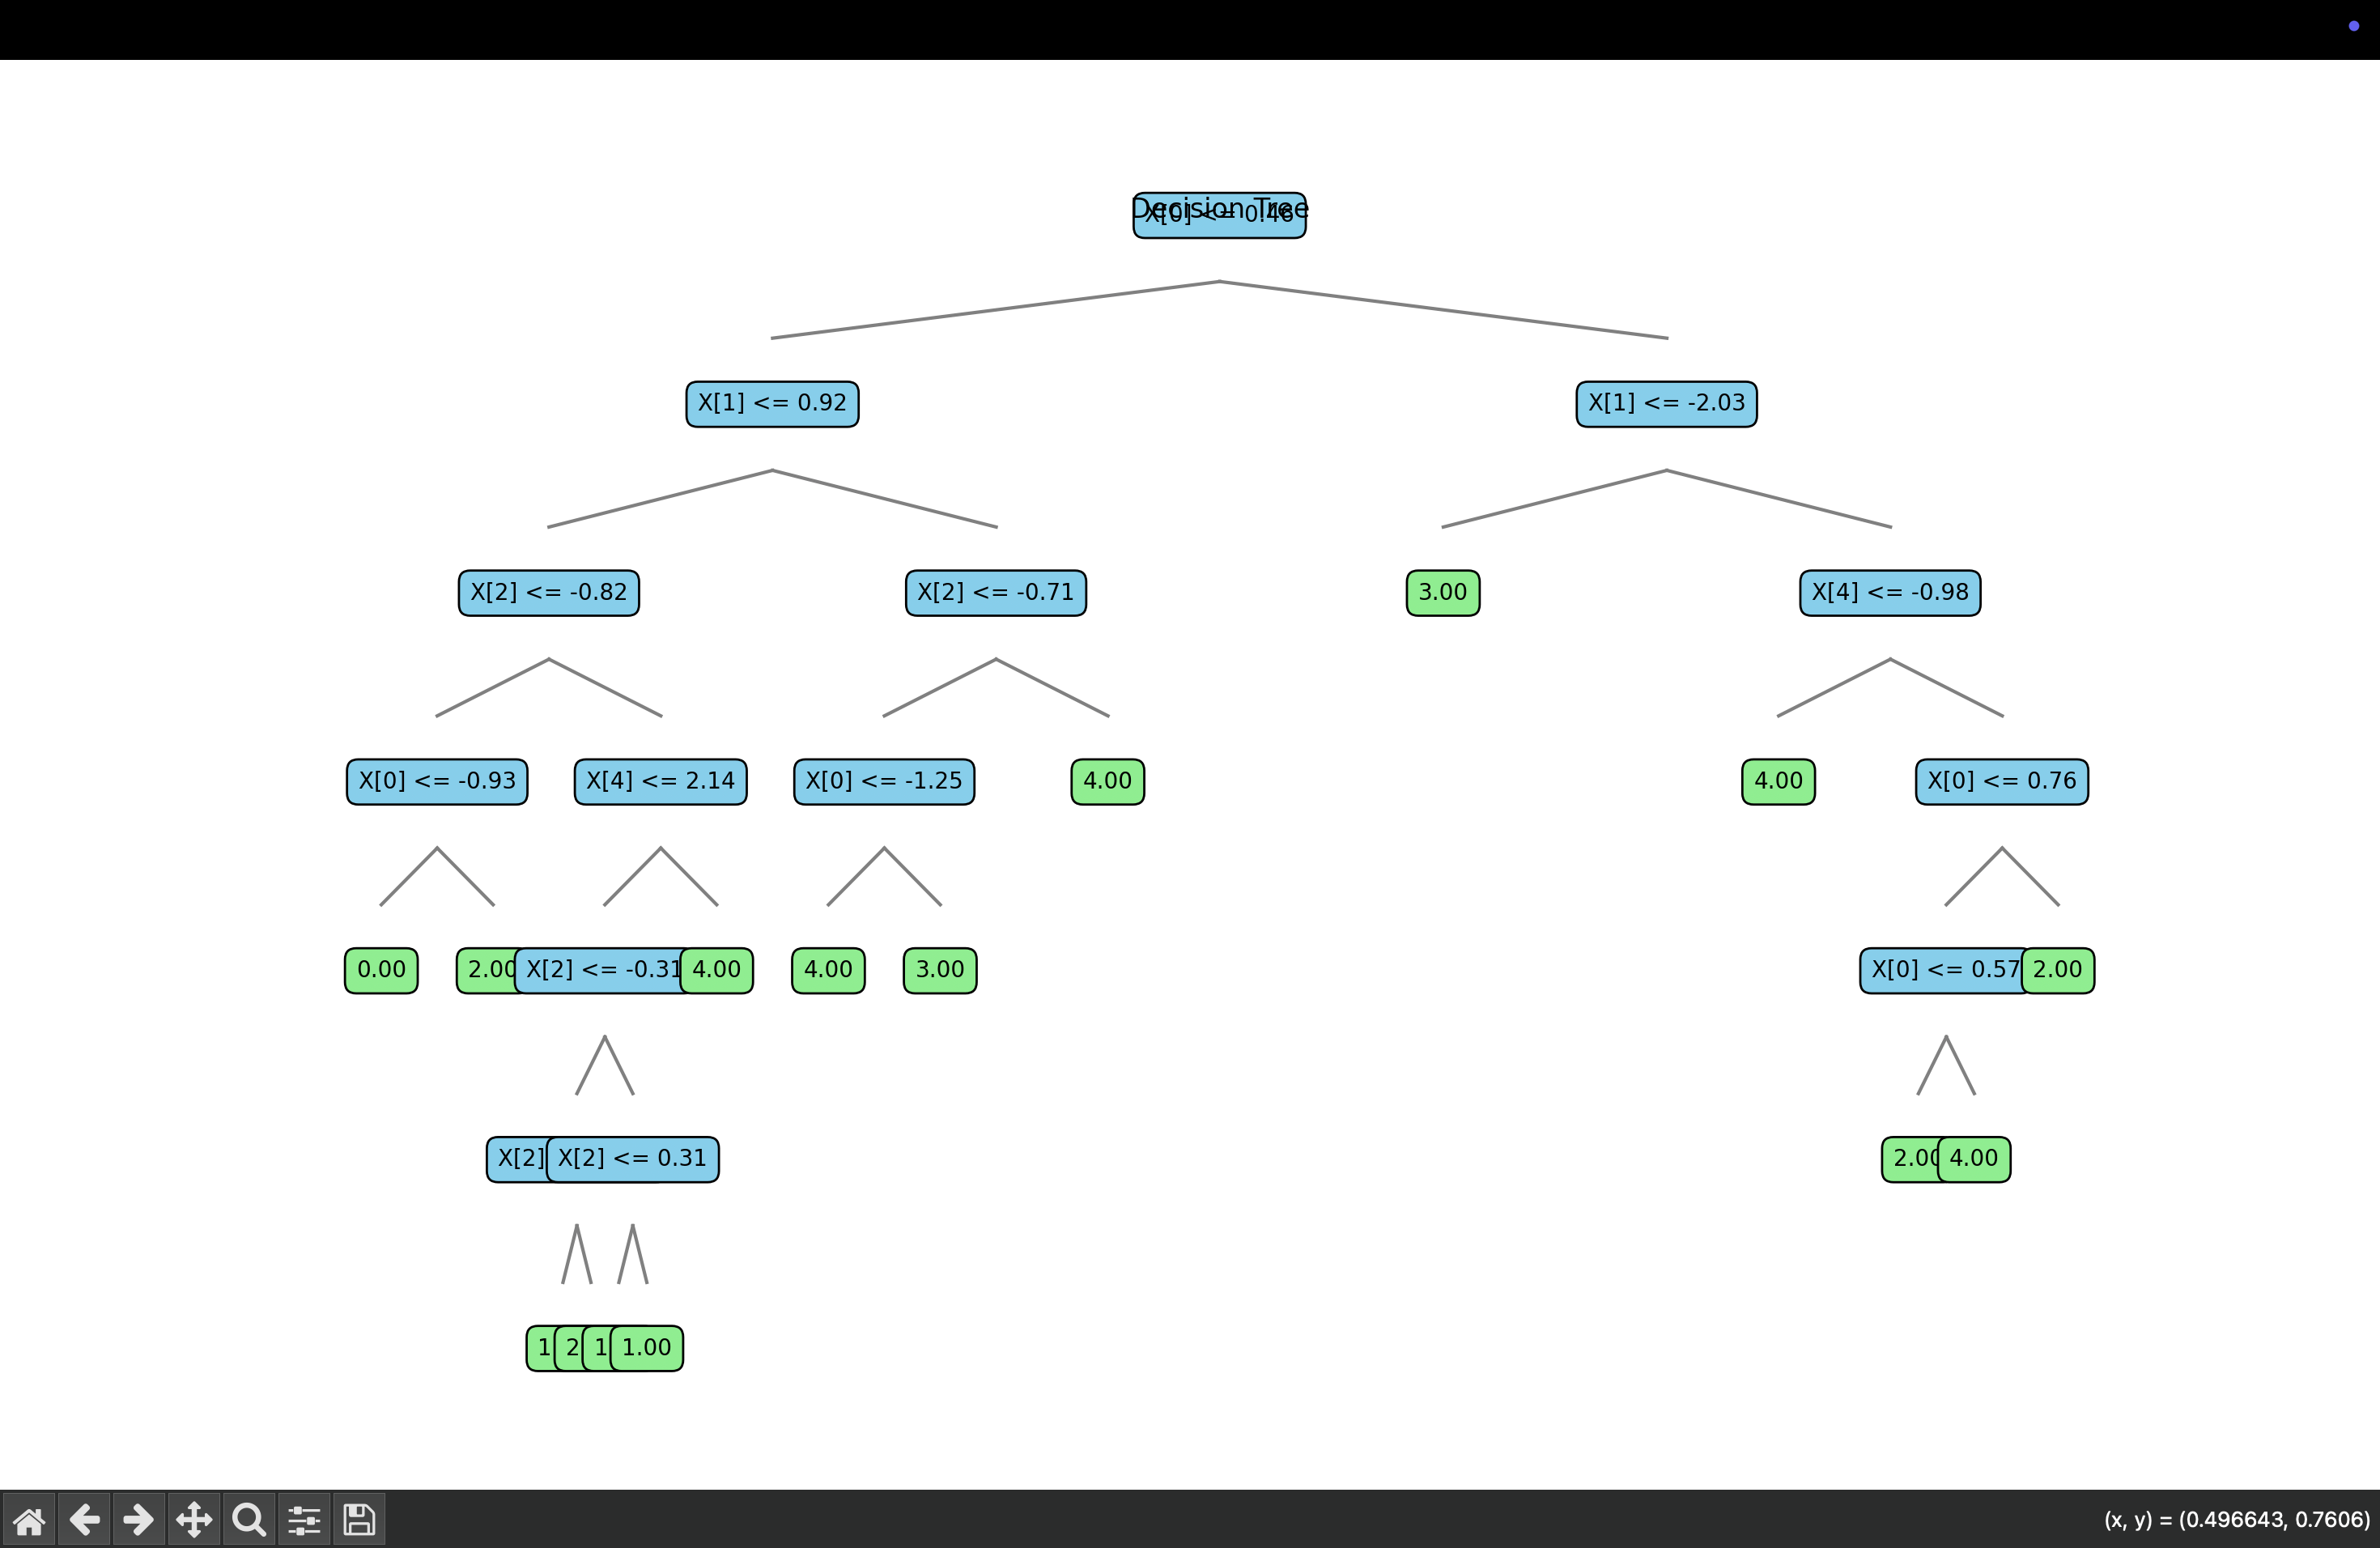 Decision Tree
X[0] <= 0.46
X[1] <= 0.92
X[1] <= -2.03
X[2] <= -0.82
X[2] <= -0.71
3.00
X[4] <= -0.98
X[0] <= -0.93
X[4] <= 2.14
X[0] <= -1.25
4.00
4.00
X[0] <= 0.76
0.00
2.00
X[2] <= -0.31
4.00
4.00
3.00
X[0] <= 0.57
2.00
X[2]
X[2] <= 0.31
2.00
4.00
1
2
1
1.00
(x, y) = (0.496643, 0.7606)